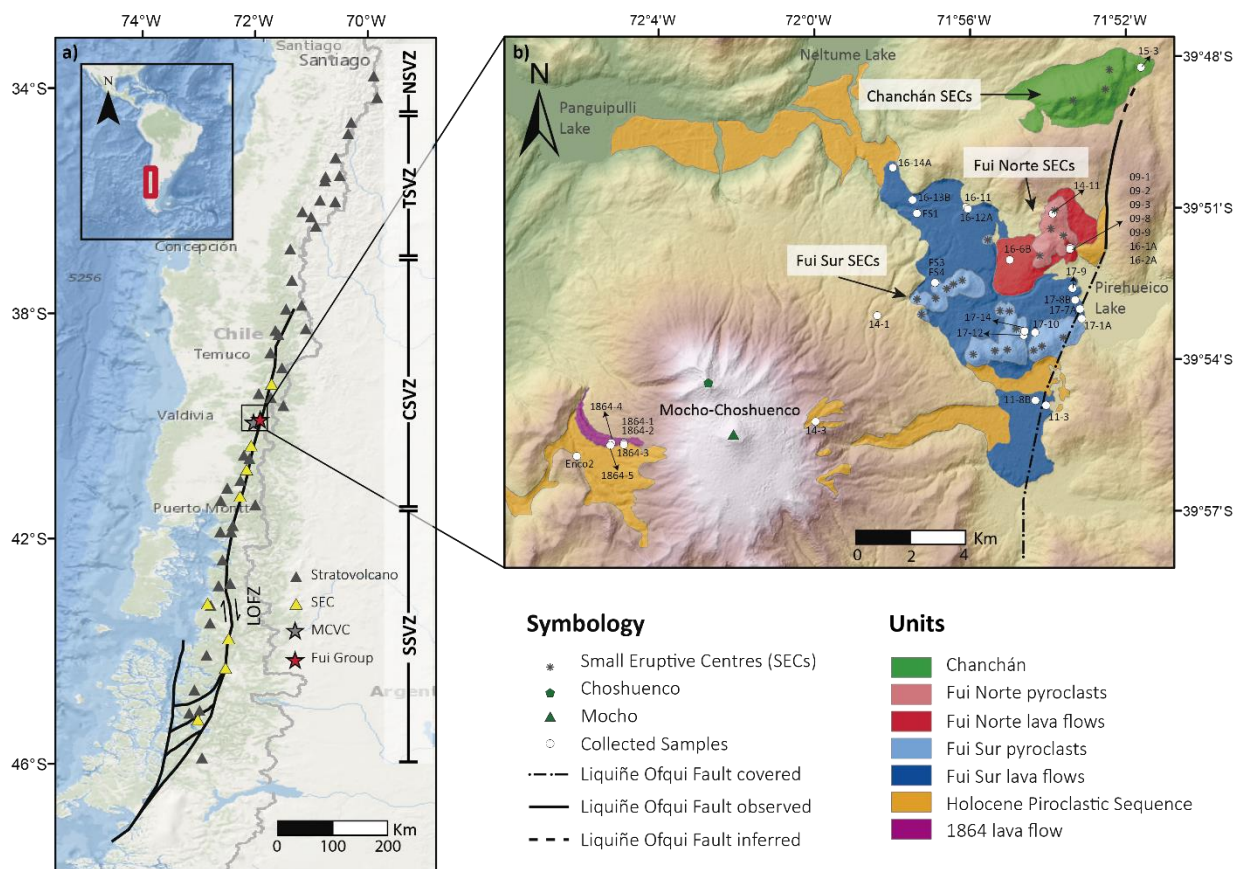 74°W
72°W
70°W
a)
N
Santiago
Santiago
34°S
38°S
42°S
46°S
NSVZ
TSVZ
CSVZ
SSVZ
Concepción
5256
Chile
Temuco
Valdivia
Puerto Montt
Argent
LOFZ
Stratovolcano
SEC
MCVC
Fui Group
0 100 200
Km
72°4'W
72°0'W
71°56'W
71°52'W
b)
N
Neltume Lake
Panguipulli
Lake
Chanchán SECs
15-3
39°48'S
Fui Norte SECs
16-14A
16-13B
FS1
16-11
16-12A
14-11
09-1
09-2
09-3
09-8
09-9
16-1A
16-2A
39°51'S
16-6B
Fui Sur SECs
FS3
FS4
17-9
17-8B
17-7A
17-1A
Pirehueico
Lake
14-1
17-14
17-10
17-12
39°54'S
Mocho-Choshuenco
11-8B
11-3
14-3
1864-4
1864-1
1864-2
1864-3
Enco2
1864-5
39°57'S
0 2 4
Km
Symbology
Small Eruptive Centres (SECs)
Choshuenco
Mocho
Collected Samples
Liquiñe Ofqui Fault covered
Liquiñe Ofqui Fault observed
Liquiñe Ofqui Fault inferred
Units
Chanchán
Fui Norte pyroclasts
Fui Norte lava flows
Fui Sur pyroclasts
Fui Sur lava flows
Holocene Piroclastic Sequence
1864 lava flow